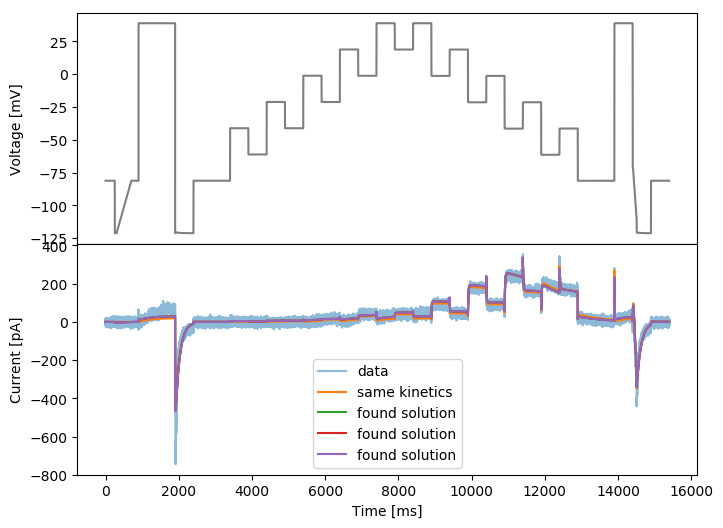 Voltage [mV]
25
0
−25
−50
−75
−100
−125
Current [pA]
400
200
0
−200
−400
−600
−800
data
same kinetics
found solution
found solution
found solution
0 2000 4000 6000 8000 10000 12000 14000 16000
Time [ms]